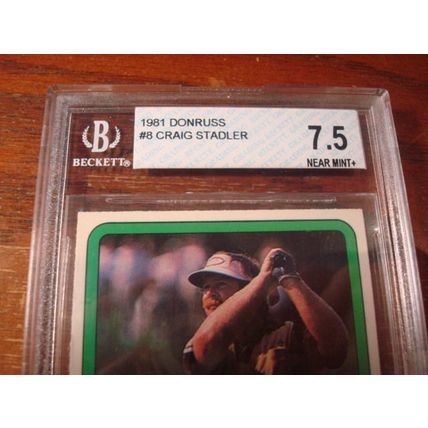 1981 DONRUSS
#8 CRAIG STADLER
7.5
NEAR MINT+
B
BECKETT®